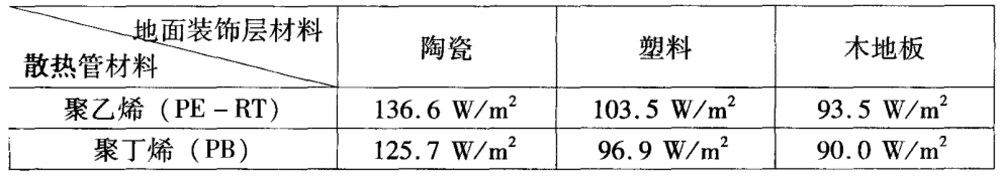 地面装饰层材料
散热管材料
陶瓷
塑料
木地板
聚乙烯（PE－RT） 136.6 W/m² 103.5 W/m² 93.5 W/m²
聚丁烯（PB） 125.7 W/m² 96.9 W/m² 90.0 W/m²